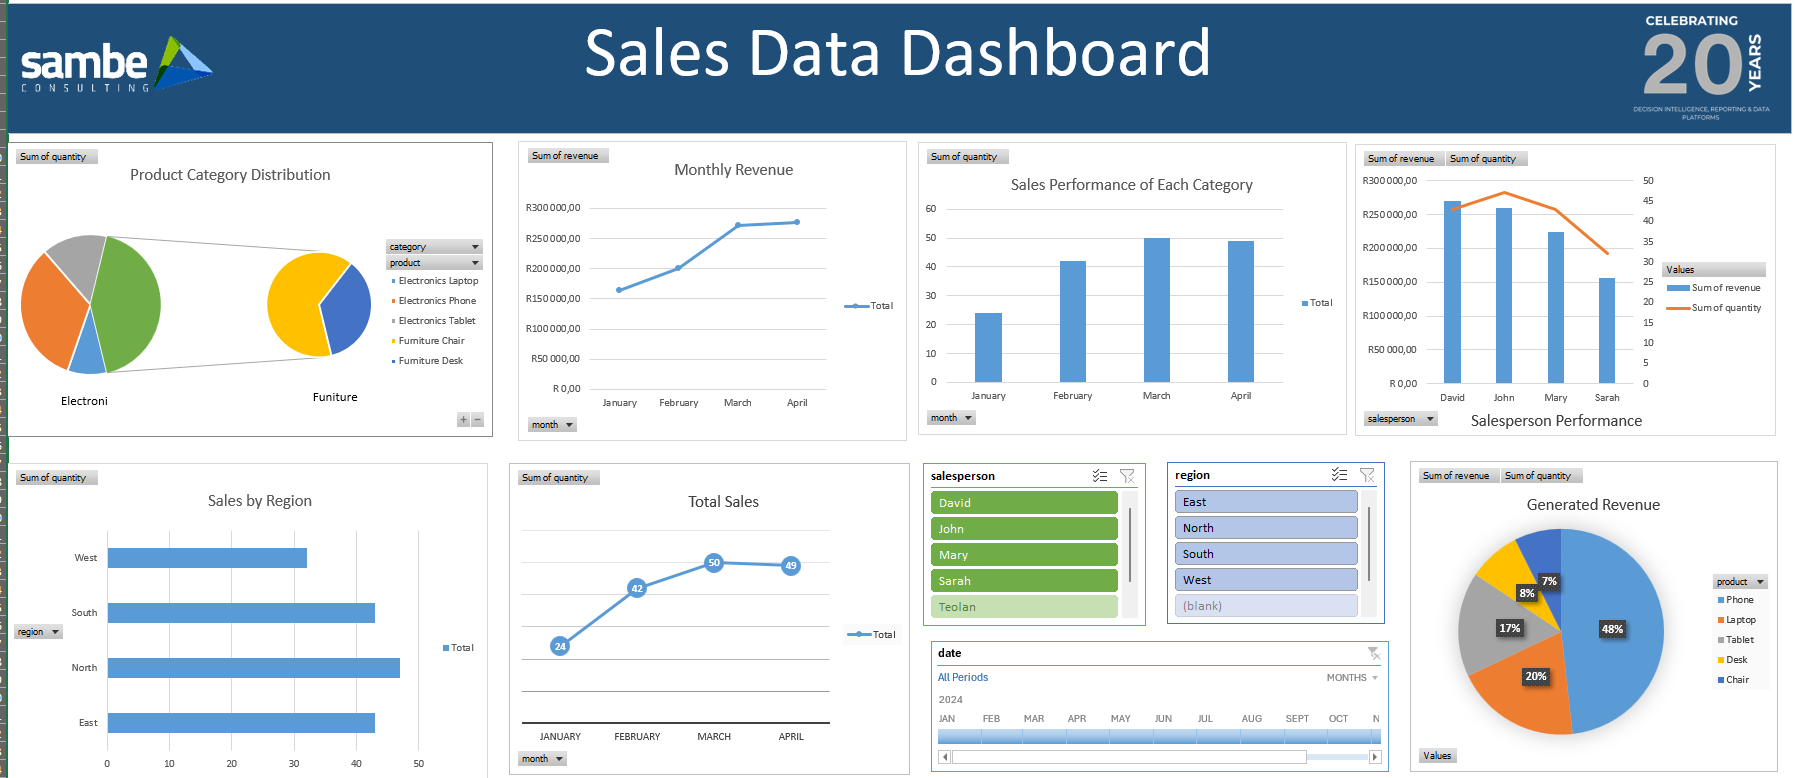 sambe
CONSULTING
Sales Data Dashboard
CELEBRATING
20
YEARS
DECISION INTELLIGENCE, REPORTING & DATA
PLATFORMS
Sum of quantity
Product Category Distribution
category
product
Electronics Laptop
Electronics Phone
Electronics Tablet
Furniture Chair
Furniture Desk
Electroni
Funiture
+ −
Sum of revenue
Monthly Revenue
R300 000,00
R250 000,00
R200 000,00
R150 000,00
R100 000,00
R50 000,00
R 0,00
January February March April
Total
month
Sum of quantity
Sales Performance of Each Category
60
50
40
30
20
10
0
January February March April
Total
month
Sum of revenue Sum of quantity
R300 000,00
R250 000,00
R200 000,00
R150 000,00
R100 000,00
R50 000,00
R 0,00
50
45
40
35
30
25
20
15
10
5
0
David John Mary Sarah
Values
Sum of revenue
Sum of quantity
salesperson
Salesperson Performance
Sum of quantity
Sales by Region
West
South
North
East
0 10 20 30 40 50
region
Total
Sum of quantity
Total Sales
24 42 50 49
JANUARY FEBRUARY MARCH APRIL
Total
month
salesperson
David
John
Mary
Sarah
Teolan
region
East
North
South
West
(blank)
date
All Periods
MONTHS
2024
JAN FEB MAR APR MAY JUN JUL AUG SEPT OCT N
Sum of revenue Sum of quantity
Generated Revenue
7%
8%
17%
48%
20%
product
Phone
Laptop
Tablet
Desk
Chair
Values